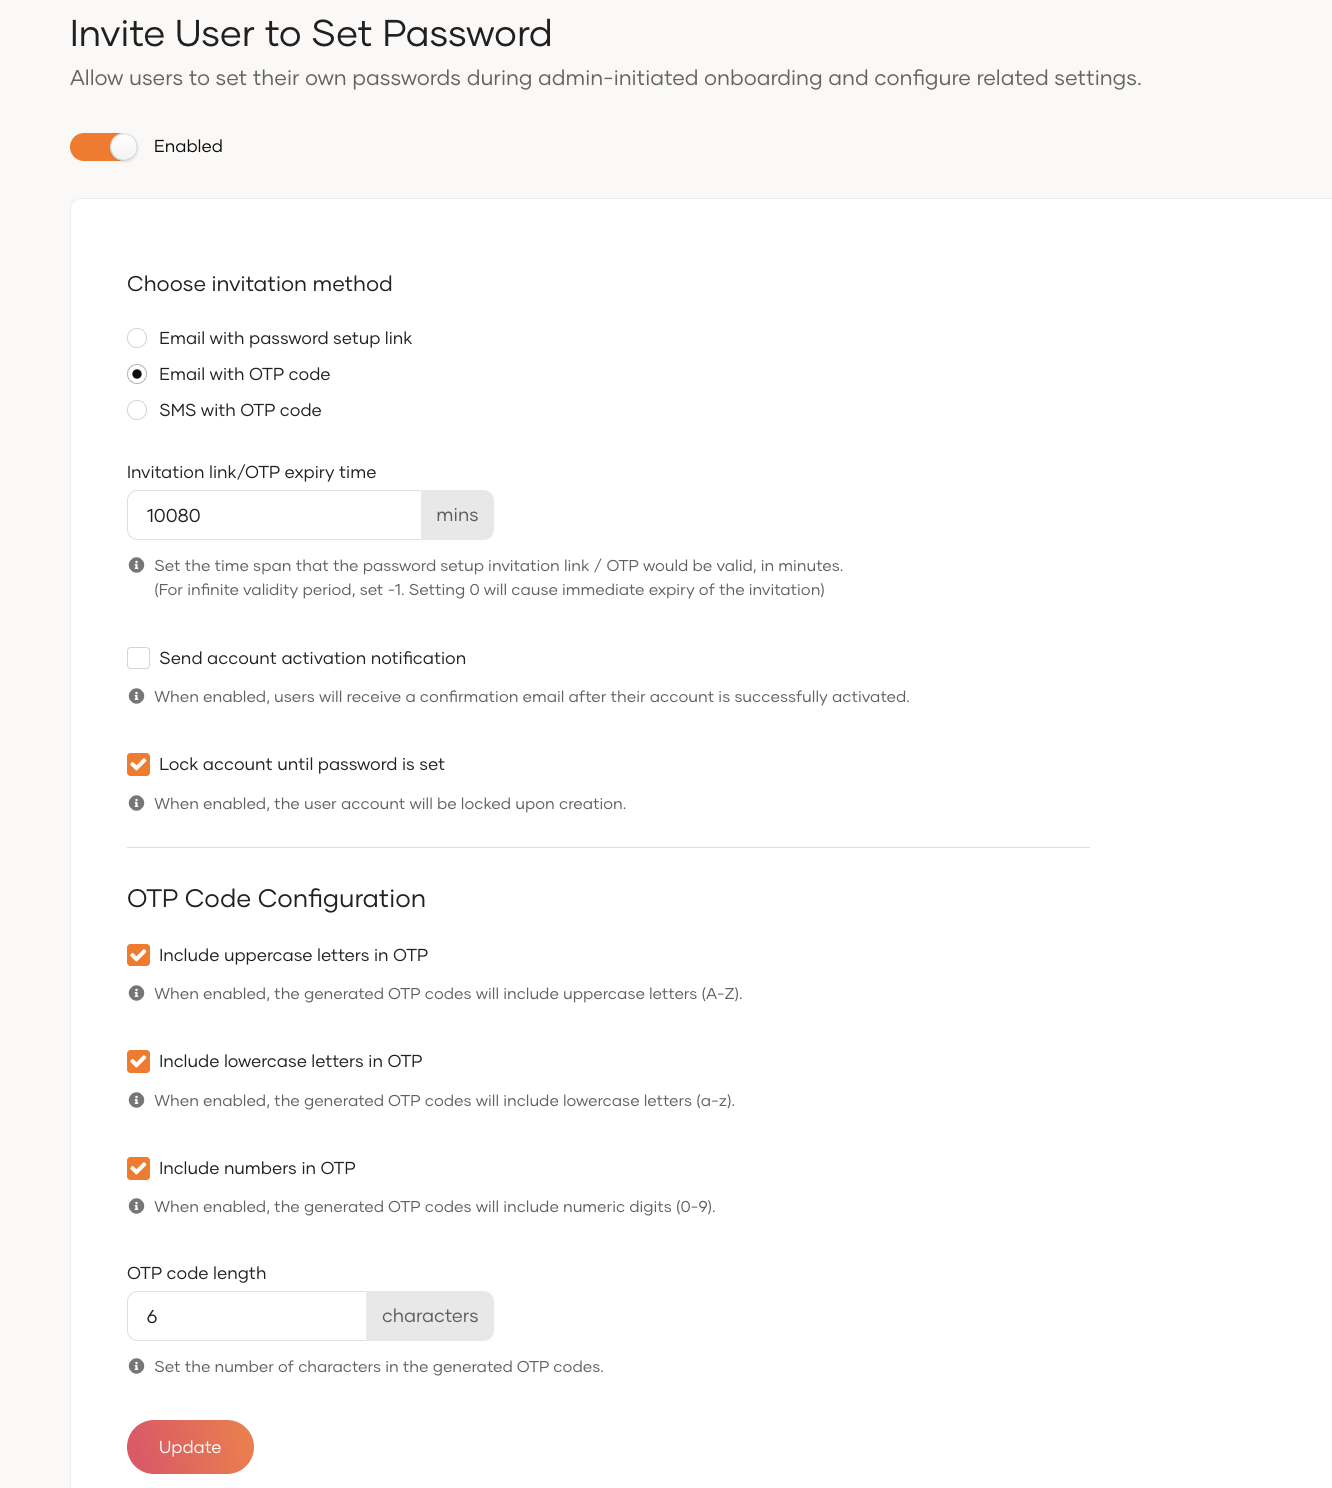 Invite User to Set Password
Allow users to set their own passwords during admin-initiated onboarding and configure related settings.
Enabled
Choose invitation method
Email with password setup link
Email with OTP code
SMS with OTP code
Invitation link/OTP expiry time
10080 mins
Set the time span that the password setup invitation link / OTP would be valid, in minutes.
(For infinite validity period, set -1. Setting 0 will cause immediate expiry of the invitation)
Send account activation notification
When enabled, users will receive a confirmation email after their account is successfully activated.
Lock account until password is set
When enabled, the user account will be locked upon creation.
OTP Code Configuration
Include uppercase letters in OTP
When enabled, the generated OTP codes will include uppercase letters (A-Z).
Include lowercase letters in OTP
When enabled, the generated OTP codes will include lowercase letters (a-z).
Include numbers in OTP
When enabled, the generated OTP codes will include numeric digits (0-9).
OTP code length
6 characters
Set the number of characters in the generated OTP codes.
Update